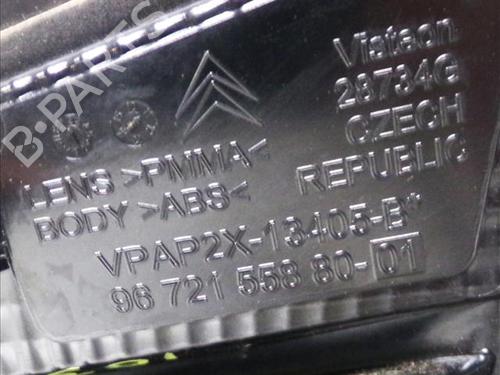 B-PARTS
Visteon
28734G
CZECH
REPUBLIC
LENS >PMMA<
BODY >ABS<
VPAP2X-13405-B*
96 721 558 80-01